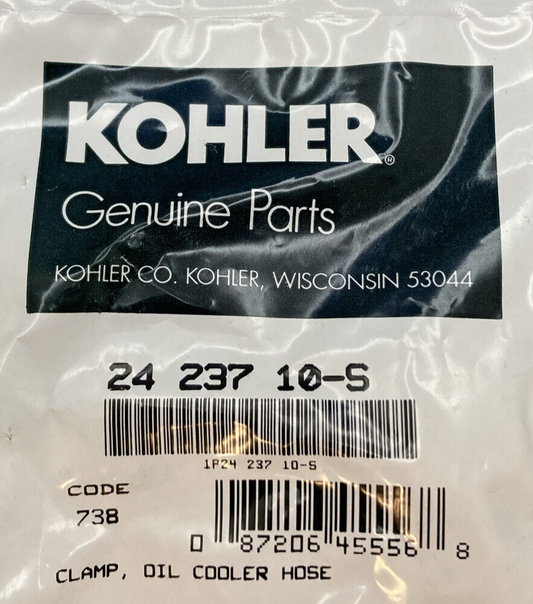 KOHLER®
Genuine Parts
KOHLER CO. KOHLER, WISCONSIN 53044
24 237 10-S
1P24 237 10-S
CODE
738
0 87206 45556 8
CLAMP, OIL COOLER HOSE